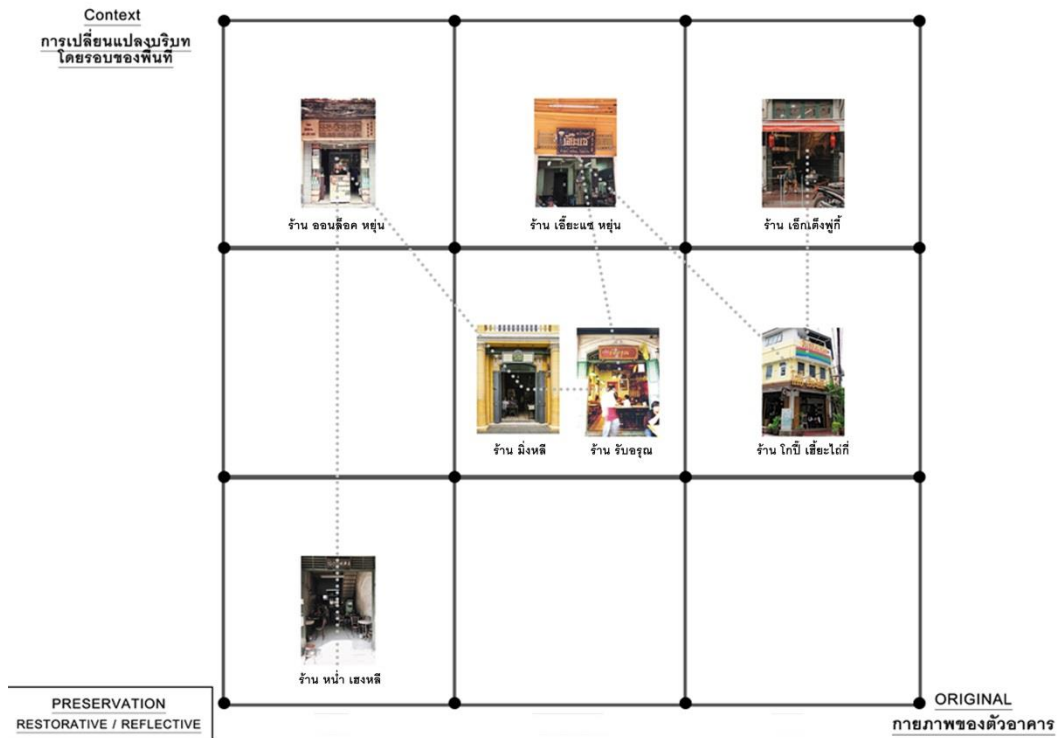 Context
การเปลี่ยนแปลงบริบท
โดยรอบของพื้นที่
ร้าน ออนล็อค หยุ่น
ร้าน เอี๊ยะแซ หยุ่น
ร้าน เอ็กเต็งพู่กี้
ร้าน มิ่งหลี
ร้าน รับอรุณ
ร้าน โกปี๊ เฮี้ยะไถ่กี่
ร้าน หน่ำ เฮงหลี
PRESERVATION
RESTORATIVE / REFLECTIVE
ORIGINAL
กายภาพของตัวอาคาร